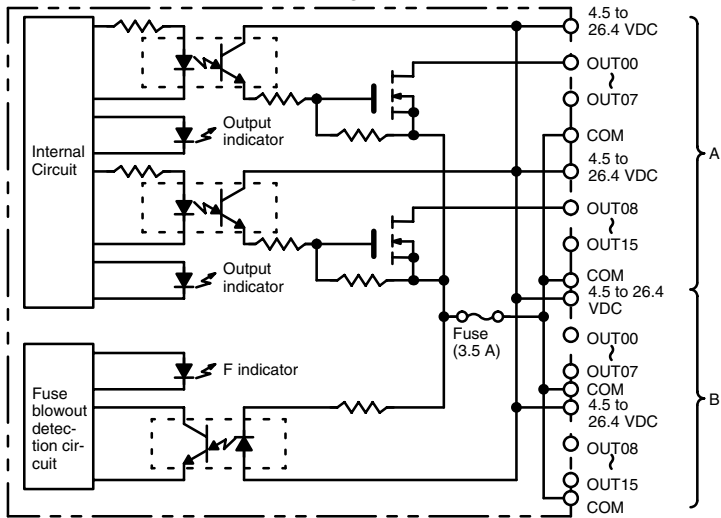 4.5 to
26.4 VDC
OUT00
~
OUT07
COM
4.5 to
26.4 VDC
OUT08
~
OUT15
COM
4.5 to 26.4
VDC
OUT00
~
OUT07
COM
4.5 to
26.4 VDC
OUT08
~
OUT15
COM
A
B
Internal
Circuit
Output
indicator
Output
indicator
Fuse
(3.5 A)
F indicator
Fuse
blowout
detec-
tion cir-
cuit